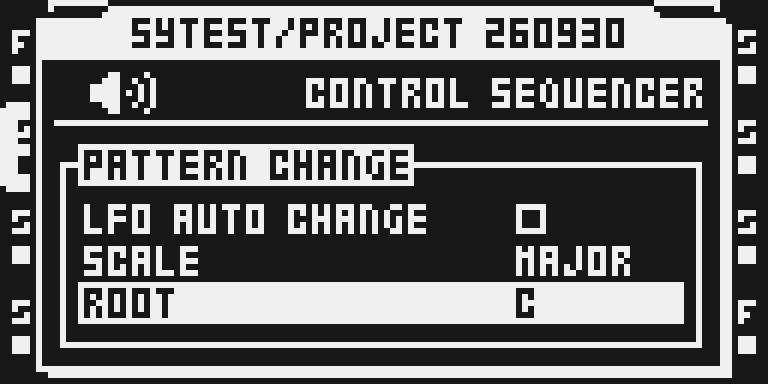 SYTEST/PROJECT 260930
CONTROL SEQUENCER
PATTERN CHANGE
LFO AUTO CHANGE
SCALE MAJOR
ROOT C
F
S
S
S
S
S
S
F